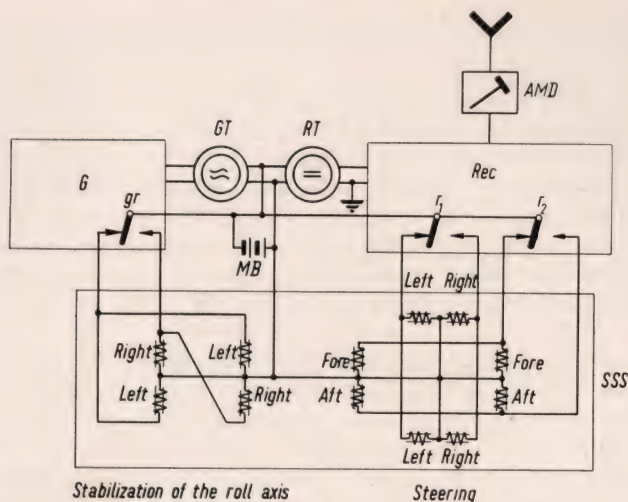 AMD
GT RT
G Rec
gr r1 r2
MB
Left Right
Right Left Fore Fore
SSS
Left Right Aft Aft
Left Right
Stabilization of the roll axis Steering